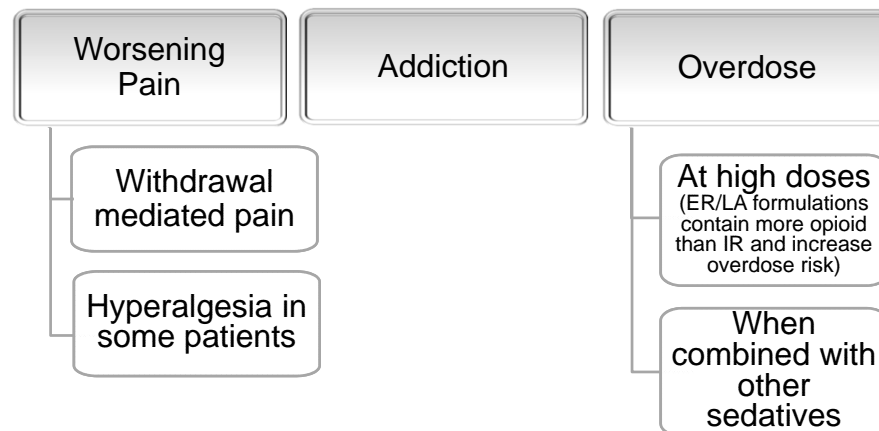 Worsening
Pain
Addiction
Overdose
Withdrawal
mediated pain
Hyperalgesia in
some patients
At high doses
(ER/LA formulations
contain more opioid
than IR and increase
overdose risk)
When
combined with
other
sedatives